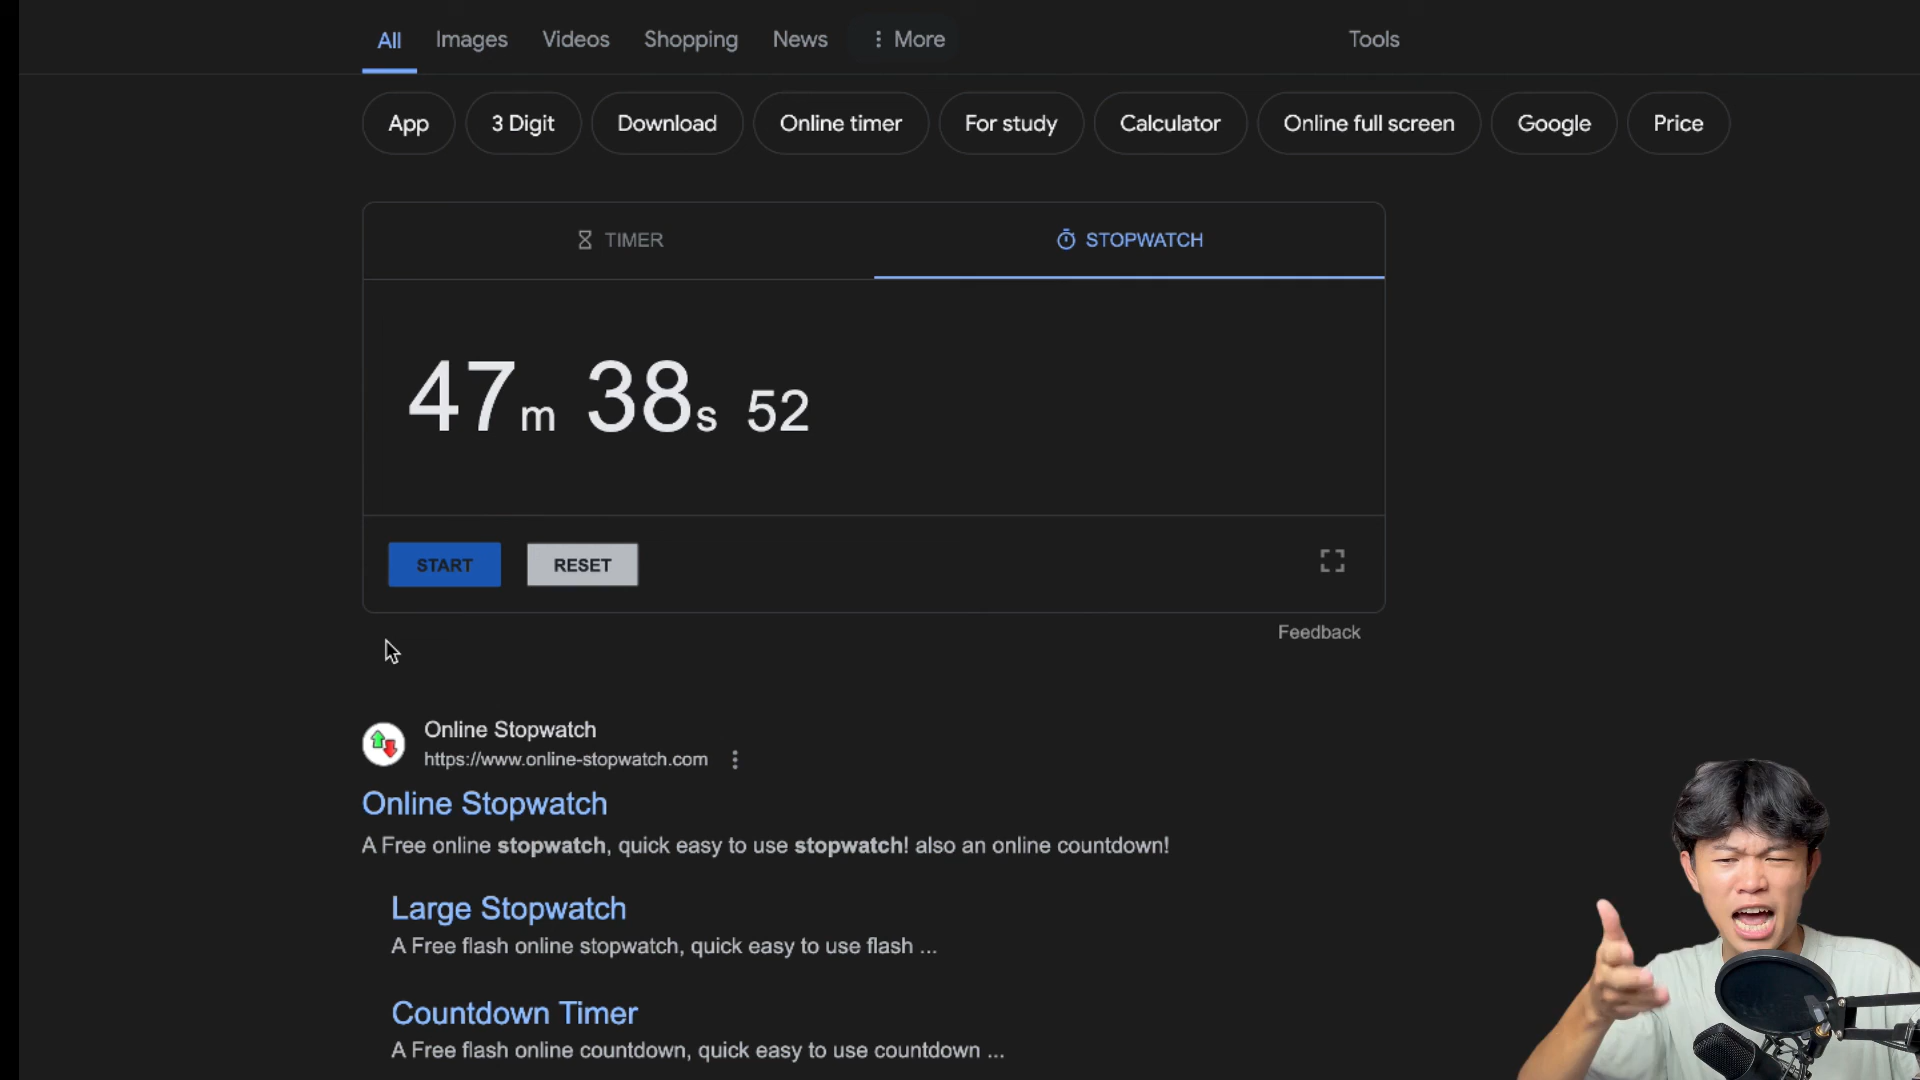 All Images Videos Shopping News More Tools
App 3 Digit Download Online timer For study Calculator Online full screen Google Price
TIMER STOPWATCH
47m 38s 52
START RESET
Feedback
Online Stopwatch
https://www.online-stopwatch.com
Online Stopwatch
A Free online stopwatch, quick easy to use stopwatch! also an online countdown!
Large Stopwatch
A Free flash online stopwatch, quick easy to use flash ...
Countdown Timer
A Free flash online countdown, quick easy to use countdown ...